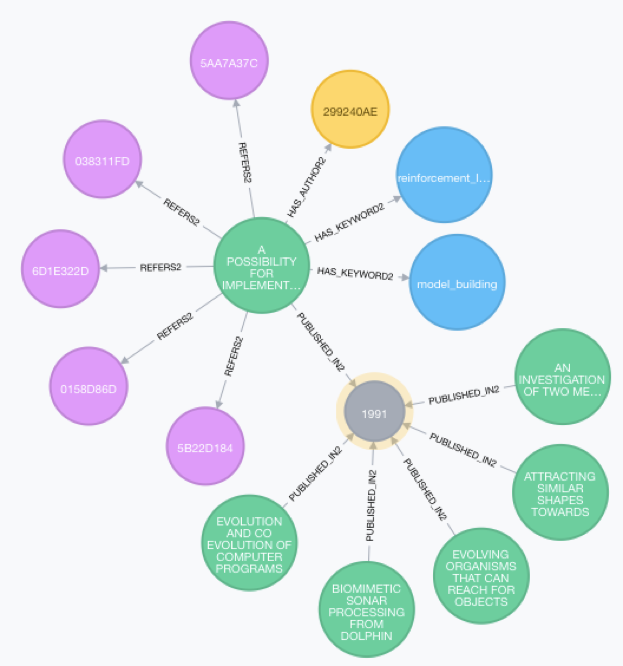 5AA7A37C
299240AE
038311FD
reinforcement_l...
REFERS2
HAS_AUTHOR2
REFERS2
HAS_KEYWORD2
A
POSSIBILITY
FOR
IMPLEMENT...
6D1E322D
REFERS2
HAS_KEYWORD2
model_building
REFERS2
REFERS2
PUBLISHED_IN2
0158D86D
AN
INVESTIGATION
OF TWO ME...
PUBLISHED_IN2
1991
5B22D184
PUBLISHED_IN2
PUBLISHED_IN2
PUBLISHED_IN2
PUBLISHED_IN2
ATTRACTING
SIMILAR
SHAPES
TOWARDS
EVOLUTION
AND CO
EVOLUTION OF
COMPUTER
PROGRAMS
EVOLVING
ORGANISMS
THAT CAN
REACH FOR
OBJECTS
BIOMIMETIC
SONAR
PROCESSING
FROM
DOLPHIN